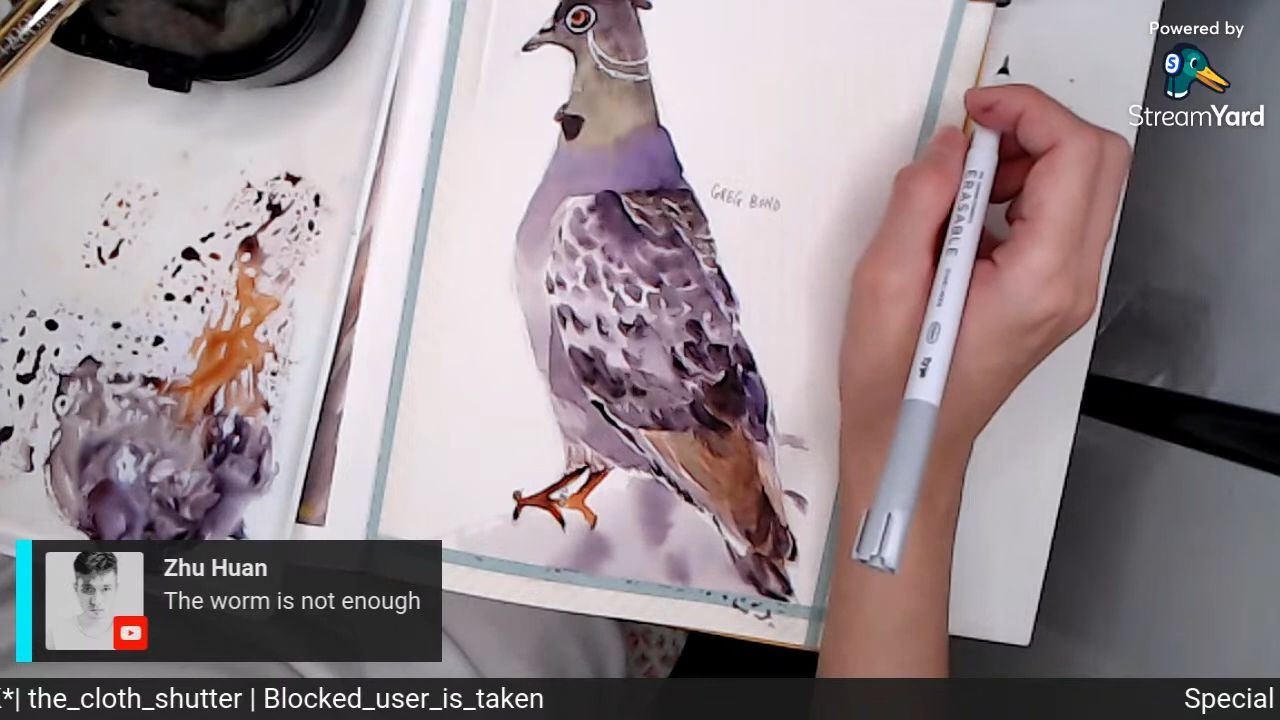 Powered by
StreamYard
GREG BOND
ERASABLE
Zhu Huan
The worm is not enough
*| the_cloth_shutter | Blocked_user_is_taken
Special